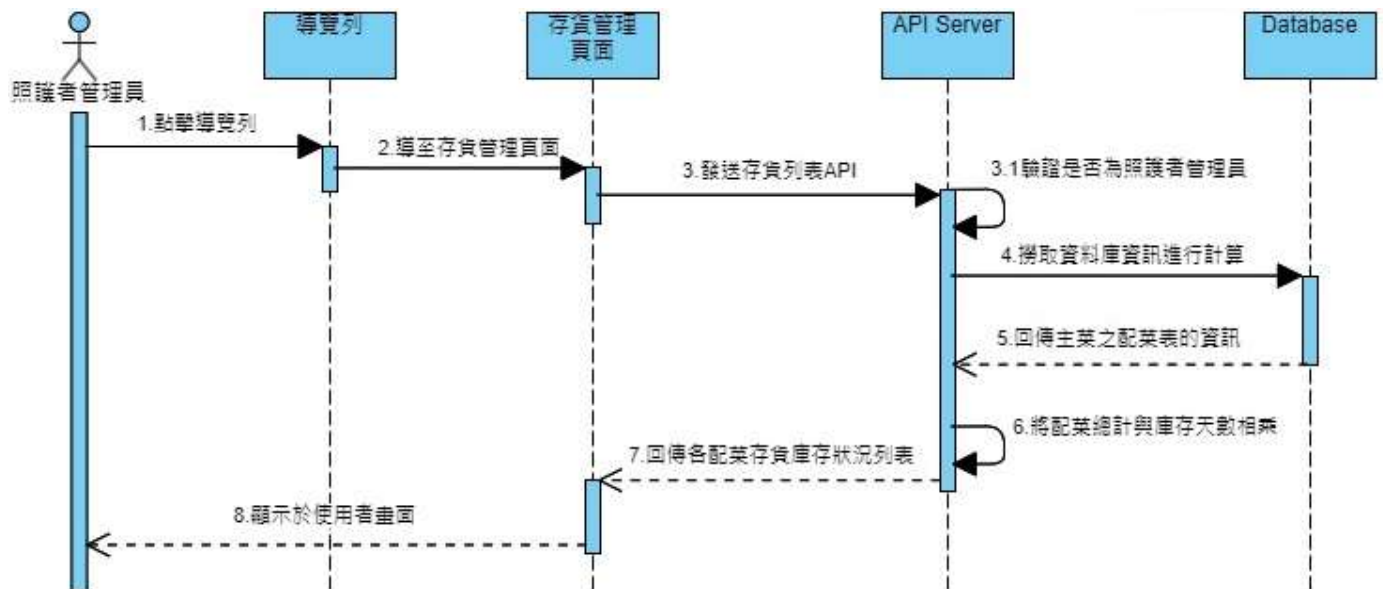 導覽列
存貨管理
頁面
API Server
Database
照護者管理員
1.點擊導覽列
2.導至存貨管理頁面
3.發送存貨列表API
3.1驗證是否為照護者管理員
4.撈取資料庫資訊進行計算
5.回傳主菜之配菜表的資訊
6.將配菜總計與庫存天數相乘
7.回傳各配菜存貨庫存狀況列表
8.顯示於使用者畫面